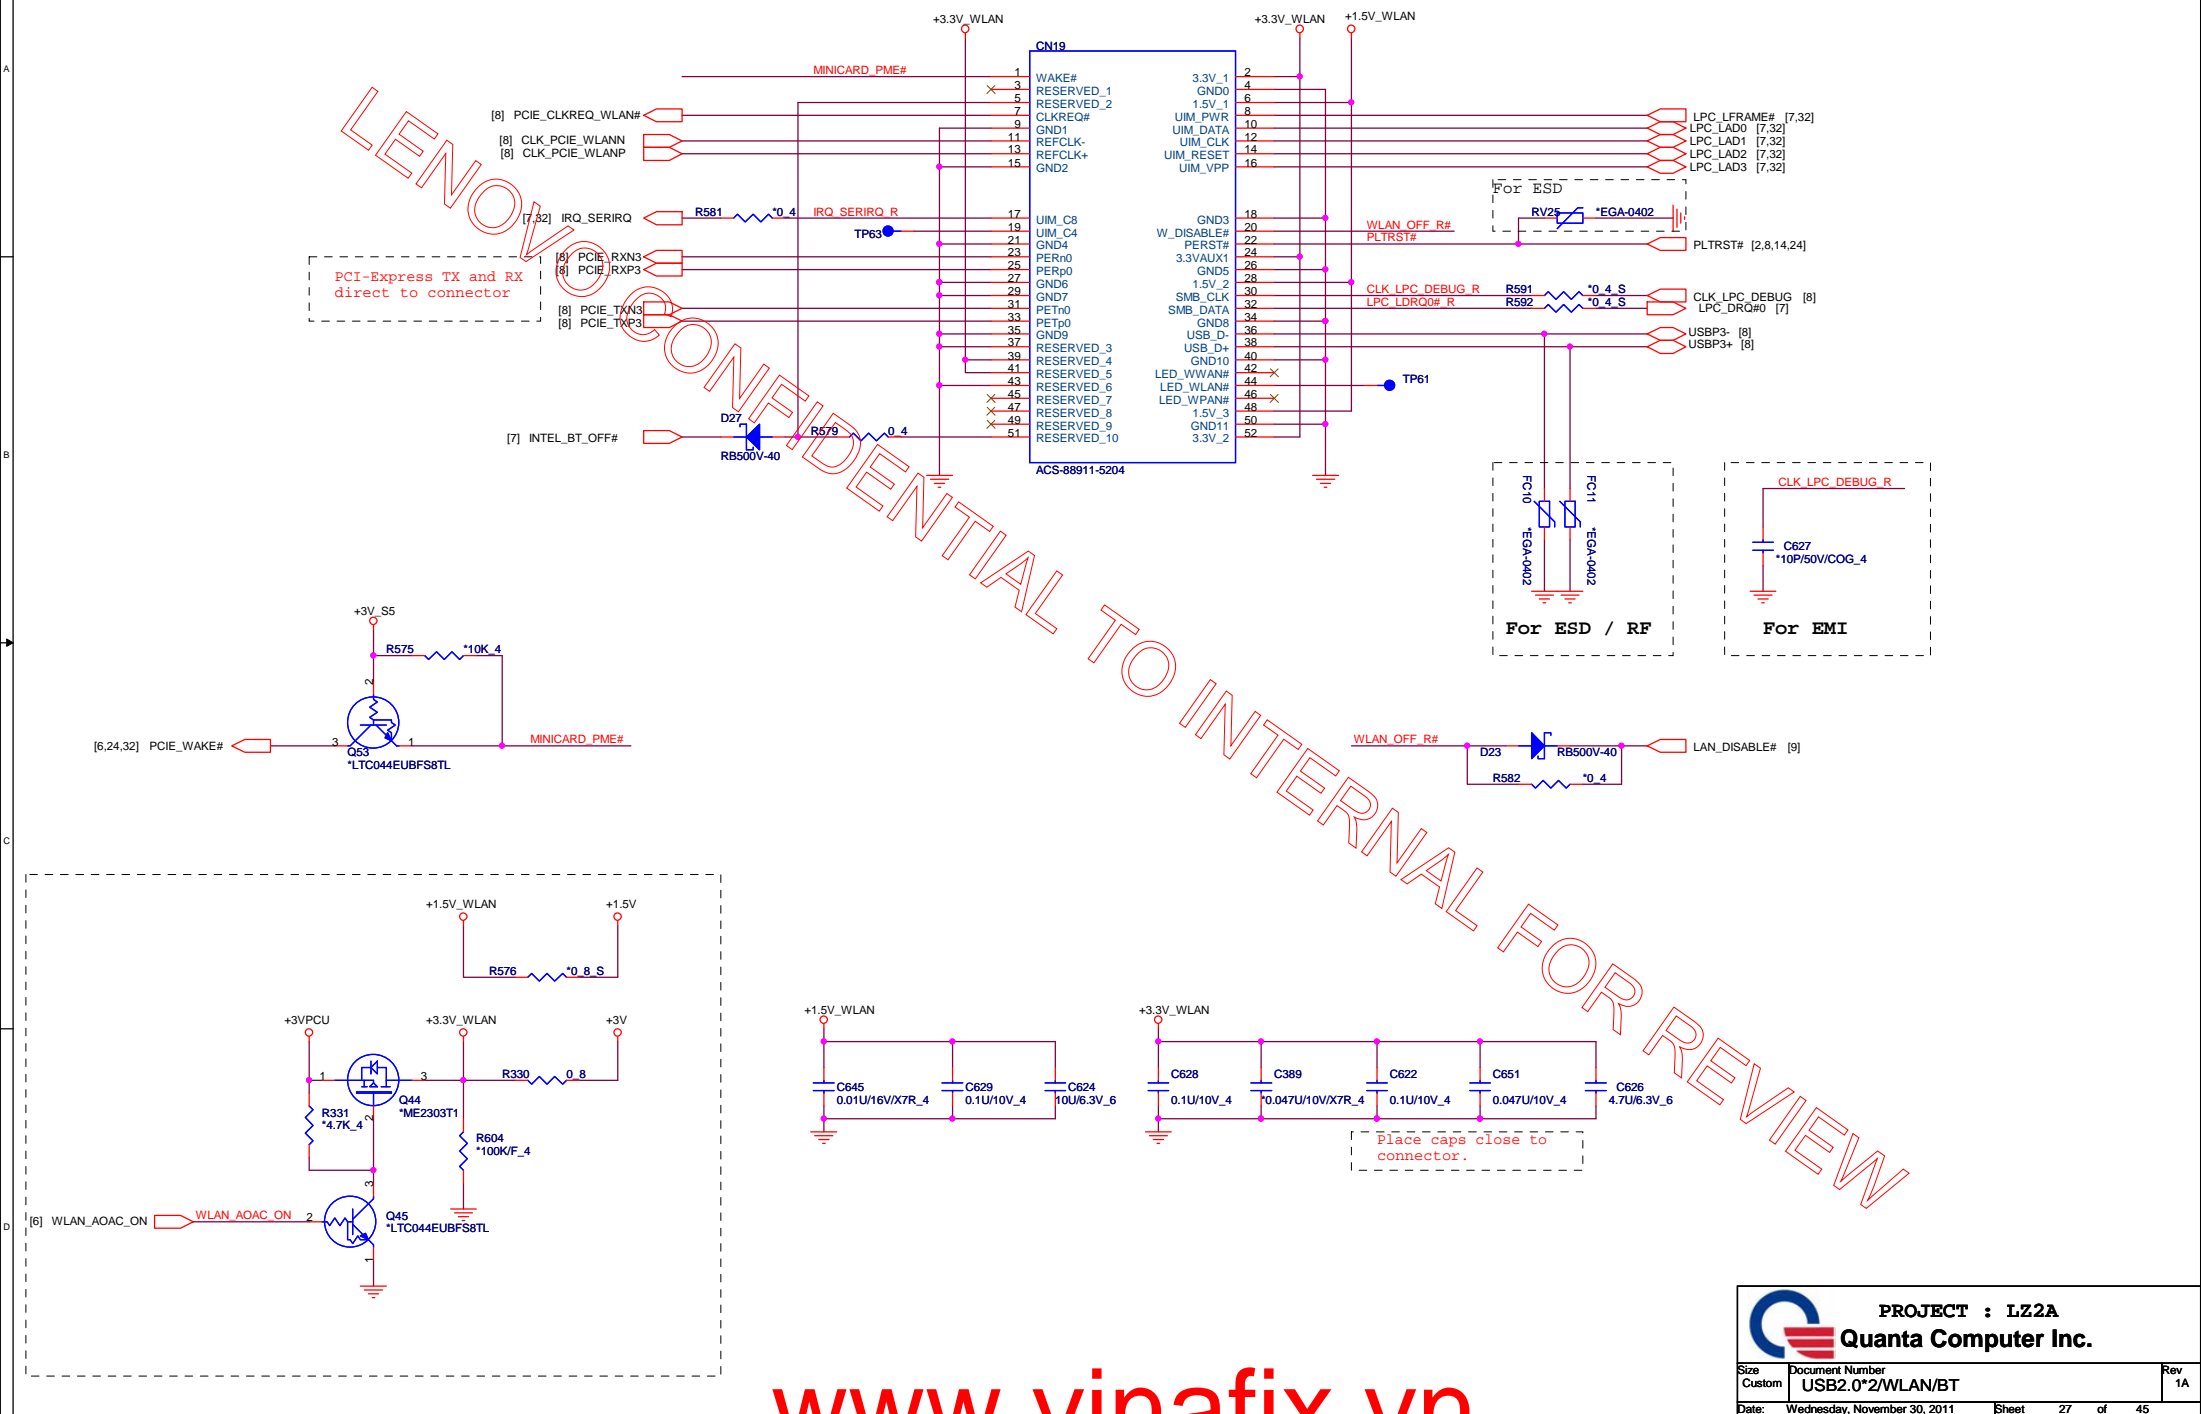 +3.3V_WLAN
+3.3V_WLAN
+1.5V_WLAN
A
CN19
MINICARD_PME#
1 WAKE#
3 RESERVED_1
5 RESERVED_2
7 CLKREQ#
9 GND1
11 REFCLK-
13 REFCLK+
15 GND2
17 UIM_C8
19 UIM_C4
21 GND4
23 PERn0
25 PERp0
27 GND6
29 GND7
31 PETn0
33 PETp0
35 GND9
37 RESERVED_3
39 RESERVED_4
41 RESERVED_5
43 RESERVED_6
45 RESERVED_7
47 RESERVED_8
49 RESERVED_9
51 RESERVED_10
3.3V_1 2
GND0 4
1.5V_1 6
UIM_PWR 8
UIM_DATA 10
UIM_CLK 12
UIM_RESET 14
UIM_VPP 16
GND3 18
W_DISABLE# 20
PERST# 22
3.3VAUX1 24
GND5 26
1.5V_2 28
SMB_CLK 30
SMB_DATA 32
GND8 34
USB_D- 36
USB_D+ 38
GND10 40
LED_WWAN# 42
LED_WLAN# 44
LED_WPAN# 46
1.5V_3 48
GND11 50
3.3V_2 52
ACS-88911-5204
[8] PCIE_CLKREQ_WLAN#
[8] CLK_PCIE_WLANN
[8] CLK_PCIE_WLANP
[7,32] IRQ_SERIRQ
R581 *0_4 IRQ_SERIRQ_R
TP63
[8] PCIE_RXN3
[8] PCIE_RXP3
PCI-Express TX and RX
direct to connector
[8] PCIE_TXN3
[8] PCIE_TXP3
[7] INTEL_BT_OFF#
D27
RB500V-40
R579 0_4
LPC_LFRAME# [7,32]
LPC_LAD0 [7,32]
LPC_LAD1 [7,32]
LPC_LAD2 [7,32]
LPC_LAD3 [7,32]
For ESD
RV25 *EGA-0402
WLAN_OFF_R#
PLTRST#
PLTRST# [2,8,14,24]
CLK_LPC_DEBUG_R R591 *0_4_S CLK_LPC_DEBUG [8]
LPC_LDRQ0#_R R592 *0_4_S LPC_DRQ#0 [7]
USBP3- [8]
USBP3+ [8]
TP61
B
FC10
*EGA-0402
FC11
*EGA-0402
For ESD / RF
CLK_LPC_DEBUG_R
C627
*10P/50V/COG_4
For EMI
LENOVO CONFIDENTIAL TO INTERNAL FOR REVIEW
+3V_S5
R575 *10K_4
2
[6,24,32] PCIE_WAKE#
3
1
MINICARD_PME#
Q53
*LTC044EUBFS8TL
WLAN_OFF_R#
D23 RB500V-40
LAN_DISABLE# [9]
R582 *0_4
C
+1.5V_WLAN
+1.5V
R576 *0_8_S
+3VPCU
+3.3V_WLAN
+3V
1
3
R330 0_8
Q44
*ME2303T1
2
R331
*4.7K_4
R604
*100K/F_4
3
[6] WLAN_AOAC_ON
WLAN_AOAC_ON 2
Q45
*LTC044EUBFS8TL
1
+1.5V_WLAN
C645
0.01U/16V/X7R_4
C629
0.1U/10V_4
C624
10U/6.3V_6
+3.3V_WLAN
C628
0.1U/10V_4
C389
*0.047U/10V/X7R_4
C622
0.1U/10V_4
C651
0.047U/10V_4
C626
4.7U/6.3V_6
Place caps close to
connector.
D
PROJECT : LZ2A
Quanta Computer Inc.
Size
Custom
Document Number
USB2.0*2/WLAN/BT
Rev
1A
Date: Wednesday, November 30, 2011
Sheet 27 of 45
www.vinafix.vn